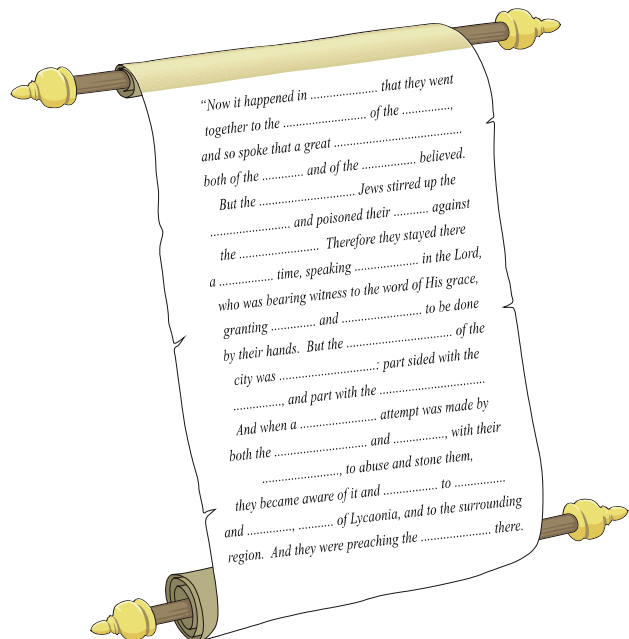 “Now it happened in ..................... that they went
together to the .......................... of the ................,
and so spoke that a great ........................................
both of the ............. and of the ................. believed.
But the .............................. Jews stirred up the
......................... and poisoned their ........... against
the .........................  Therefore they stayed there
a ................. time, speaking .................... in the Lord,
who was bearing witness to the word of His grace,
granting .............. and ......................... to be done
by their hands.  But the ................................. of the
city was ..............................: part sided with the
................, and part with the .................................
And when a ........................ attempt was made by
both the ............................. and ................, with their
........................, to abuse and stone them,
they became aware of it and ................. to ................
and .............., ........... of Lycaonia, and to the surrounding
region.  And they were preaching the ...................... there.